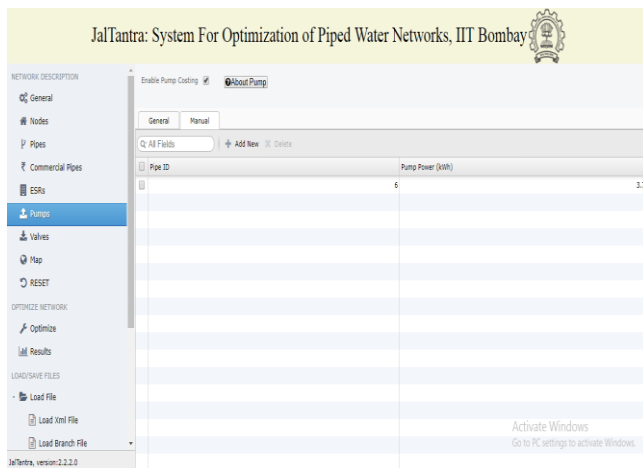 JalTantra: System For Optimization of Piped Water Networks, IIT Bombay
NETWORK DESCRIPTION
General
Nodes
Pipes
Commercial Pipes
ESRs
Pumps
Valves
Map
RESET
OPTIMIZE NETWORK
Optimize
Results
LOAD/SAVE FILES
Load File
Load Xml File
Load Branch File
JalTantra, version:2.2.2.0
Enable Pump Costing
About Pump
General
Manual
All Fields
Add New
Delete
Pipe ID
Pump Power (kWh)
6
Activate Windows
Go to PC settings to activate Windows.